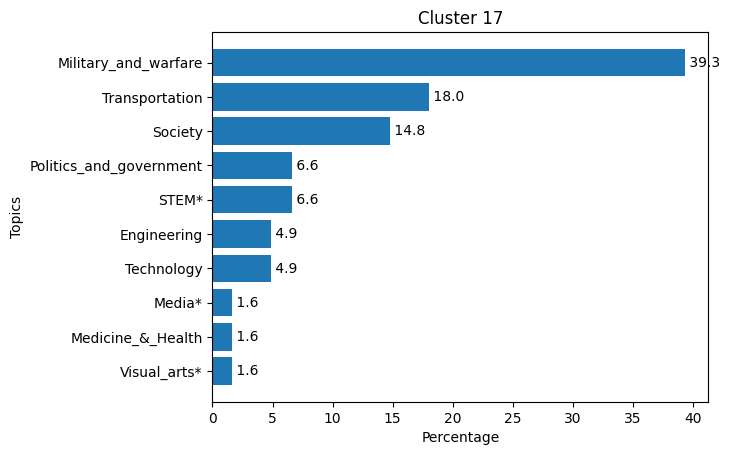 Cluster 17
Topics
Military_and_warfare 39.3
Transportation 18.0
Society 14.8
Politics_and_government 6.6
STEM* 6.6
Engineering 4.9
Technology 4.9
Media* 1.6
Medicine_&_Health 1.6
Visual_arts* 1.6
0 5 10 15 20 25 30 35 40
Percentage